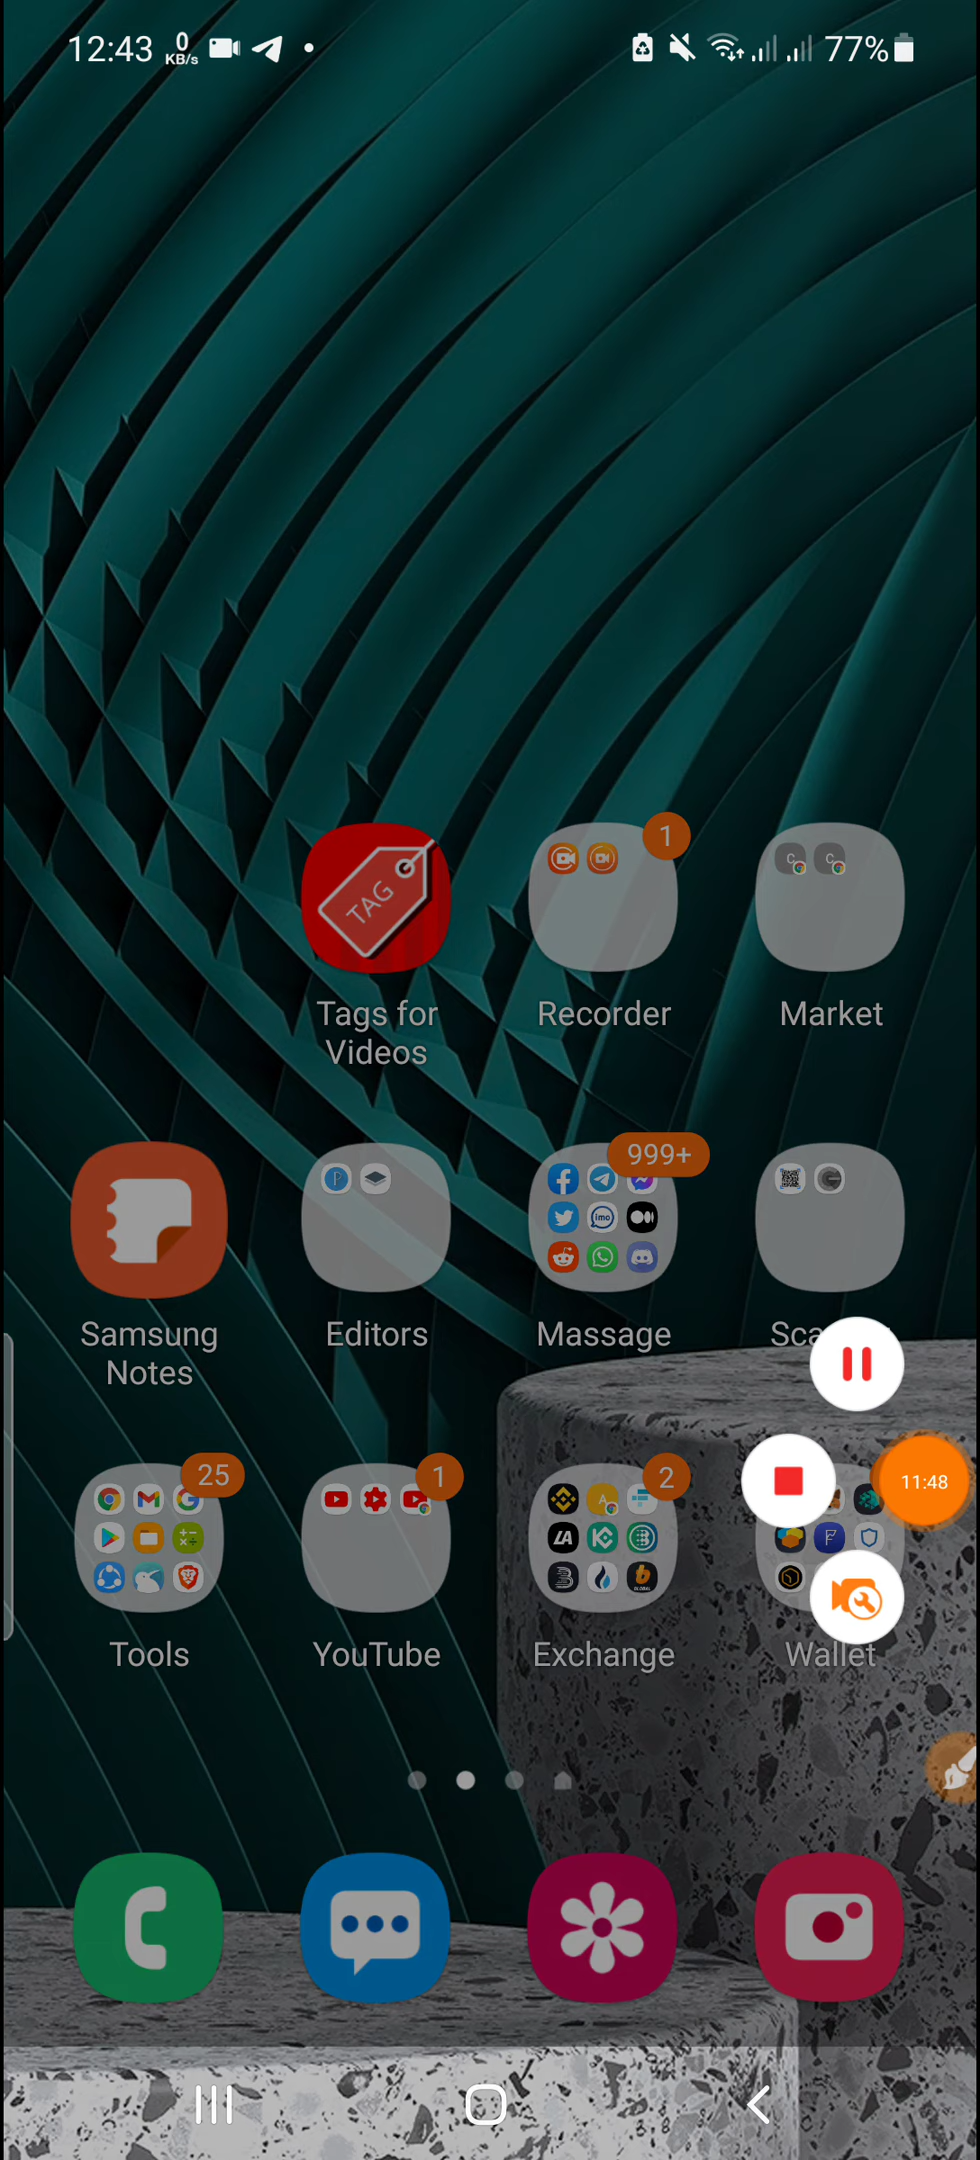 12:43 0 KB/s 77%
TAG
1
C C
Tags for Videos
Recorder
Market
999+
imo
Samsung Notes
Editors
Massage
25
1
2
11:48
Tools
YouTube
Exchange
Wallet